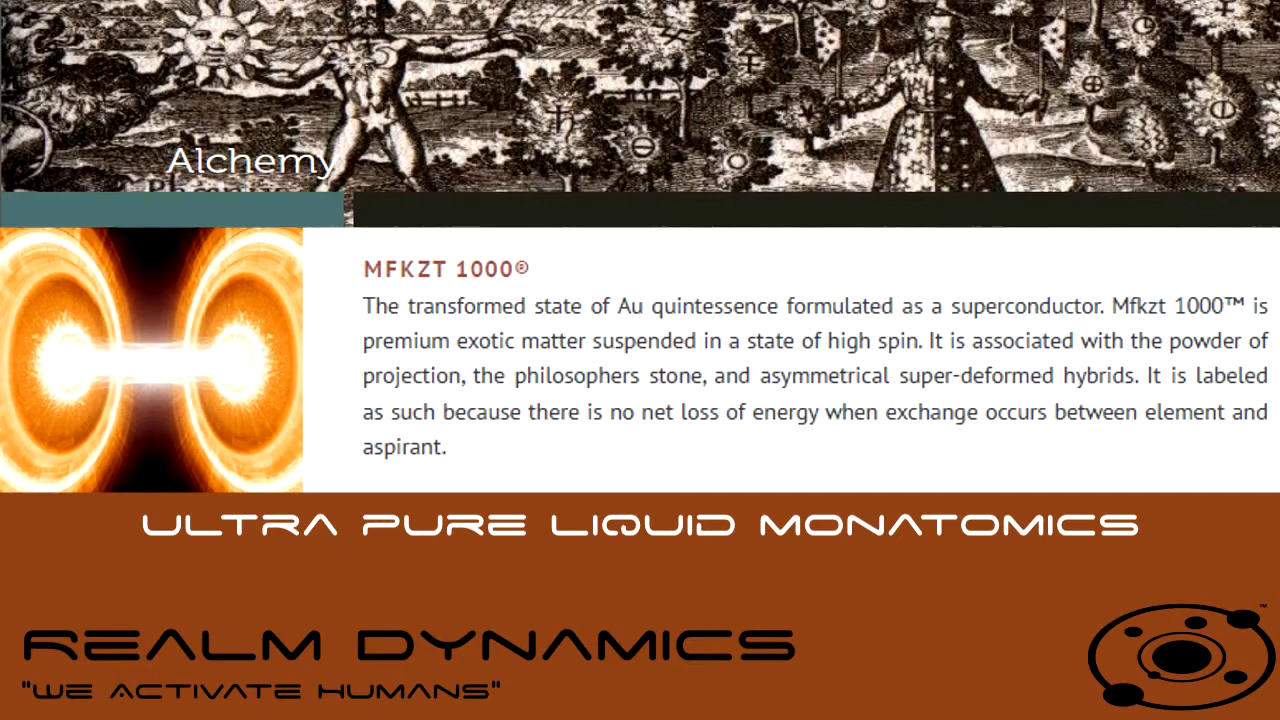 Alchemy
MFKZT 1000®
The transformed state of Au quintessence formulated as a superconductor. Mfkzt 1000™ is
premium exotic matter suspended in a state of high spin. It is associated with the powder of
projection, the philosophers stone, and asymmetrical super-deformed hybrids. It is labeled
as such because there is no net loss of energy when exchange occurs between element and
aspirant.
ULTRA PURE LIQUID MONATOMICS
REALM DYNAMICS
"WE ACTIVATE HUMANS"
™